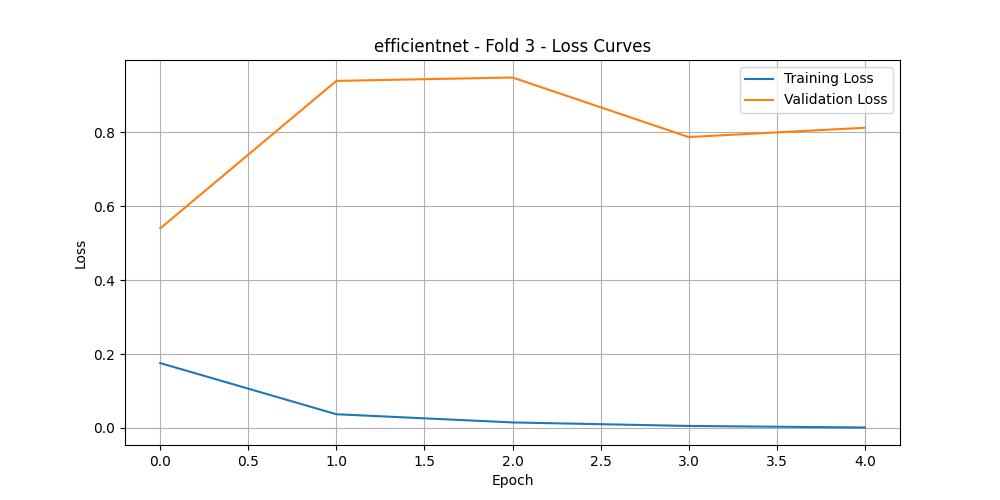 efficientnet - Fold 3 - Loss Curves
Training Loss
Validation Loss
0.8
0.6
0.4
0.2
0.0
Loss
0.0 0.5 1.0 1.5 2.0 2.5 3.0 3.5 4.0
Epoch